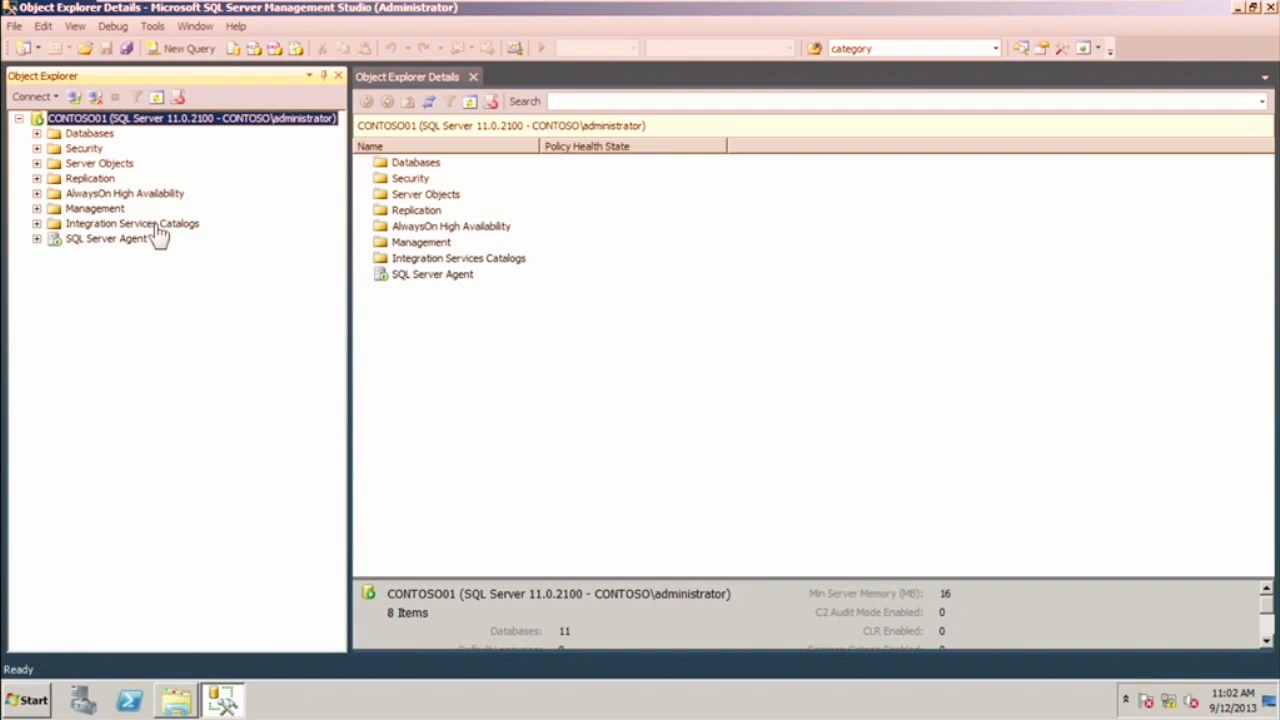 Object Explorer Details - Microsoft SQL Server Management Studio (Administrator)
File Edit View Debug Tools Window Help
New Query category
Object Explorer
Connect
CONTOSO01 (SQL Server 11.0.2100 - CONTOSO\administrator)
Databases
Security
Server Objects
Replication
AlwaysOn High Availability
Management
Integration Services Catalogs
SQL Server Agent
Object Explorer Details
Search
CONTOSO01 (SQL Server 11.0.2100 - CONTOSO\administrator)
Name Policy Health State
Databases
Security
Server Objects
Replication
AlwaysOn High Availability
Management
Integration Services Catalogs
SQL Server Agent
CONTOSO01 (SQL Server 11.0.2100 - CONTOSO\administrator) Min Server Memory (MB): 16
8 Items C2 Audit Mode Enabled: 0
Databases: 11 CLR Enabled: 0
Ready
Start 11:02 AM
9/12/2013